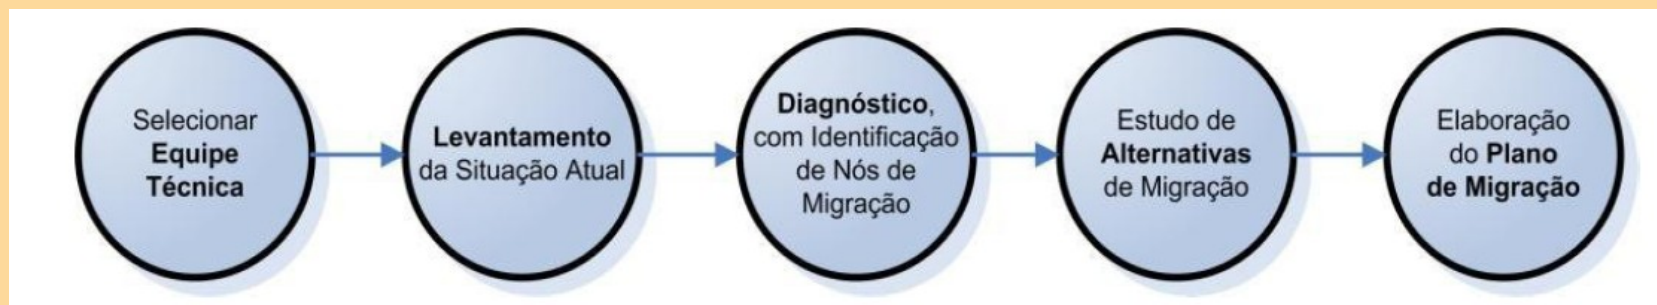 Selecionar
Equipe
Técnica
Levantamento
da Situação Atual
Diagnóstico,
com Identificação
de Nós de
Migração
Estudo de
Alternativas
de Migração
Elaboração
do Plano
de Migração